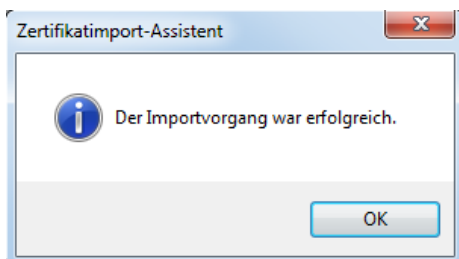 Zertifikatimport-Assistent
Der Importvorgang war erfolgreich.
OK